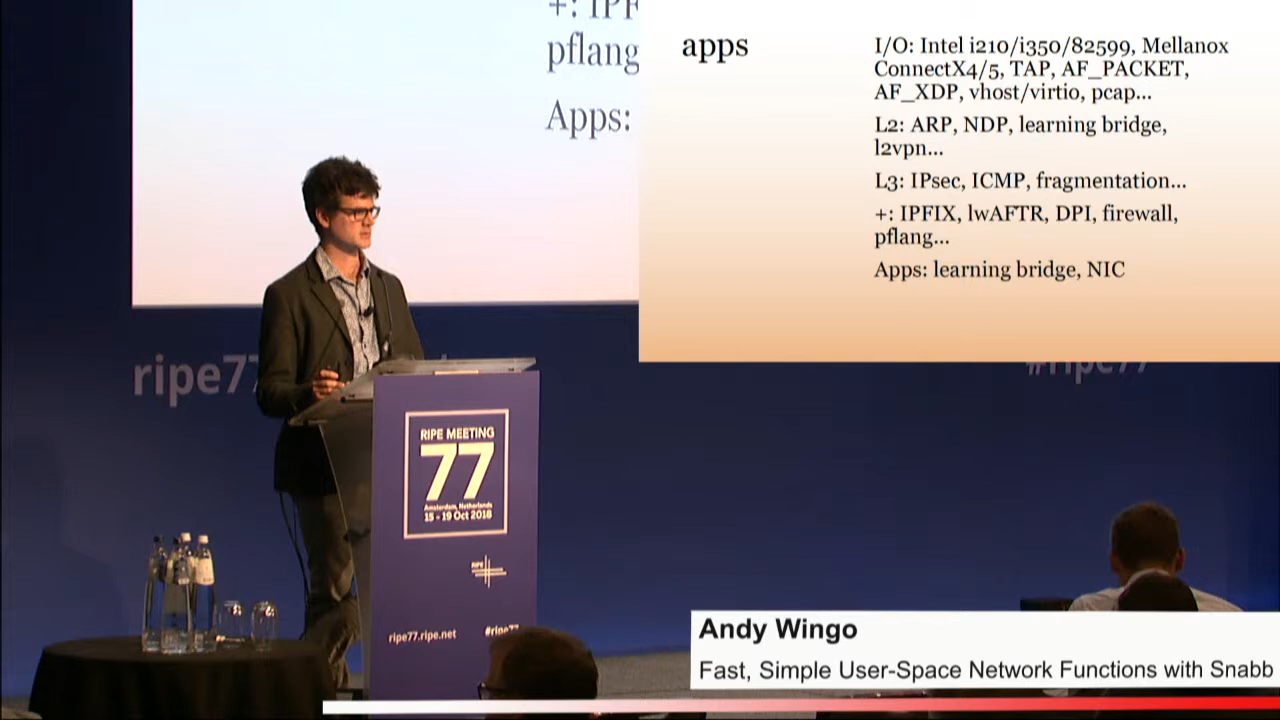 +: IPF
pflang
Apps:
apps
I/O: Intel i210/i350/82599, Mellanox
ConnectX4/5, TAP, AF_PACKET,
AF_XDP, vhost/virtio, pcap...
L2: ARP, NDP, learning bridge,
l2vpn...
L3: IPsec, ICMP, fragmentation...
+: IPFIX, lwAFTR, DPI, firewall,
pflang...
Apps: learning bridge, NIC
ripe77
#ripe77
RIPE MEETING
77
Amsterdam, Netherlands
15 - 19 Oct 2018
RIPE
ripe77.ripe.net
#ripe77
Andy Wingo
Fast, Simple User-Space Network Functions with Snabb